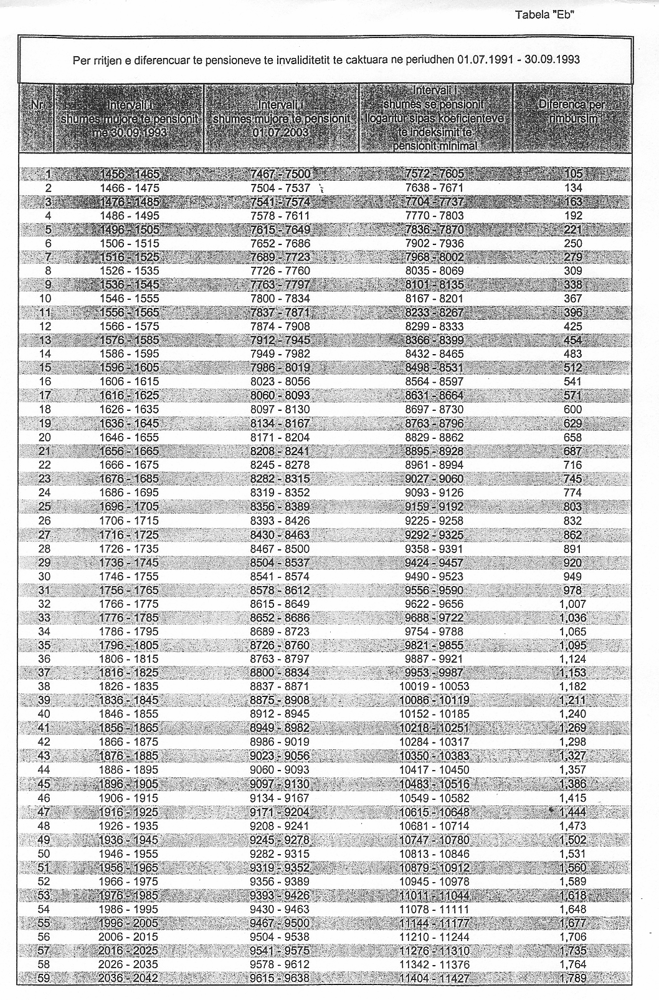 Tabela "Eb"
Per rritjen e diferencuar te pensioneve te invaliditetit te caktuara ne periudhen 01.07.1991 - 30.09.1993
Nr Intervali i shumes mujore te pensionit me 30.09.1993 Intervali i shumes mujore te pensionit 01.07.2003 Intervali i shumes se pensionit llogaritur sipas koeficienteve te indeksimit te pensionit minimal Diferenca per rimbursim
1 1456 - 1465 7467 - 7500 7572 - 7605 105
2 1466 - 1475 7504 - 7537 7638 - 7671 134
3 1476 - 1485 7541 - 7574 7704 - 7737 163
4 1486 - 1495 7578 - 7611 7770 - 7803 192
5 1496 - 1505 7615 - 7649 7836 - 7870 221
6 1506 - 1515 7652 - 7686 7902 - 7936 250
7 1516 - 1525 7689 - 7723 7968 - 8002 279
8 1526 - 1535 7726 - 7760 8035 - 8069 309
9 1536 - 1545 7763 - 7797 8101 - 8135 338
10 1546 - 1555 7800 - 7834 8167 - 8201 367
11 1556 - 1565 7837 - 7871 8233 - 8267 396
12 1566 - 1575 7874 - 7908 8299 - 8333 425
13 1576 - 1585 7912 - 7945 8366 - 8399 454
14 1586 - 1595 7949 - 7982 8432 - 8465 483
15 1596 - 1605 7986 - 8019 8498 - 8531 512
16 1606 - 1615 8023 - 8056 8564 - 8597 541
17 1616 - 1625 8060 - 8093 8631 - 8664 571
18 1626 - 1635 8097 - 8130 8697 - 8730 600
19 1636 - 1645 8134 - 8167 8763 - 8796 629
20 1646 - 1655 8171 - 8204 8829 - 8862 658
21 1656 - 1665 8208 - 8241 8895 - 8928 687
22 1666 - 1675 8245 - 8278 8961 - 8994 716
23 1676 - 1685 8282 - 8315 9027 - 9060 745
24 1686 - 1695 8319 - 8352 9093 - 9126 774
25 1696 - 1705 8356 - 8389 9159 - 9192 803
26 1706 - 1715 8393 - 8426 9225 - 9258 832
27 1716 - 1725 8430 - 8463 9292 - 9325 862
28 1726 - 1735 8467 - 8500 9358 - 9391 891
29 1736 - 1745 8504 - 8537 9424 - 9457 920
30 1746 - 1755 8541 - 8574 9490 - 9523 949
31 1756 - 1765 8578 - 8612 9556 - 9590 978
32 1766 - 1775 8615 - 8649 9622 - 9656 1,007
33 1776 - 1785 8652 - 8686 9688 - 9722 1,036
34 1786 - 1795 8689 - 8723 9754 - 9788 1,065
35 1796 - 1805 8726 - 8760 9821 - 9855 1,095
36 1806 - 1815 8763 - 8797 9887 - 9921 1,124
37 1816 - 1825 8800 - 8834 9953 - 9987 1,153
38 1826 - 1835 8837 - 8871 10019 - 10053 1,182
39 1836 - 1845 8875 - 8908 10086 - 10119 1,211
40 1846 - 1855 8912 - 8945 10152 - 10185 1,240
41 1856 - 1865 8949 - 8982 10218 - 10251 1,269
42 1866 - 1875 8986 - 9019 10284 - 10317 1,298
43 1876 - 1885 9023 - 9056 10350 - 10383 1,327
44 1886 - 1895 9060 - 9093 10417 - 10450 1,357
45 1896 - 1905 9097 - 9130 10483 - 10516 1,386
46 1906 - 1915 9134 - 9167 10549 - 10582 1,415
47 1916 - 1925 9171 - 9204 10615 - 10648 1,444
48 1926 - 1935 9208 - 9241 10681 - 10714 1,473
49 1936 - 1945 9245 - 9278 10747 - 10780 1,502
50 1946 - 1955 9282 - 9315 10813 - 10846 1,531
51 1956 - 1965 9319 - 9352 10879 - 10912 1,560
52 1966 - 1975 9356 - 9389 10945 - 10978 1,589
53 1976 - 1985 9393 - 9426 11011 - 11044 1,618
54 1986 - 1995 9430 - 9463 11078 - 11111 1,648
55 1996 - 2005 9467 - 9500 11144 - 11177 1,677
56 2006 - 2015 9504 - 9538 11210 - 11244 1,706
57 2016 - 2025 9541 - 9575 11276 - 11310 1,735
58 2026 - 2035 9578 - 9612 11342 - 11376 1,764
59 2036 - 2042 9615 - 9638 11404 - 11427 1,789